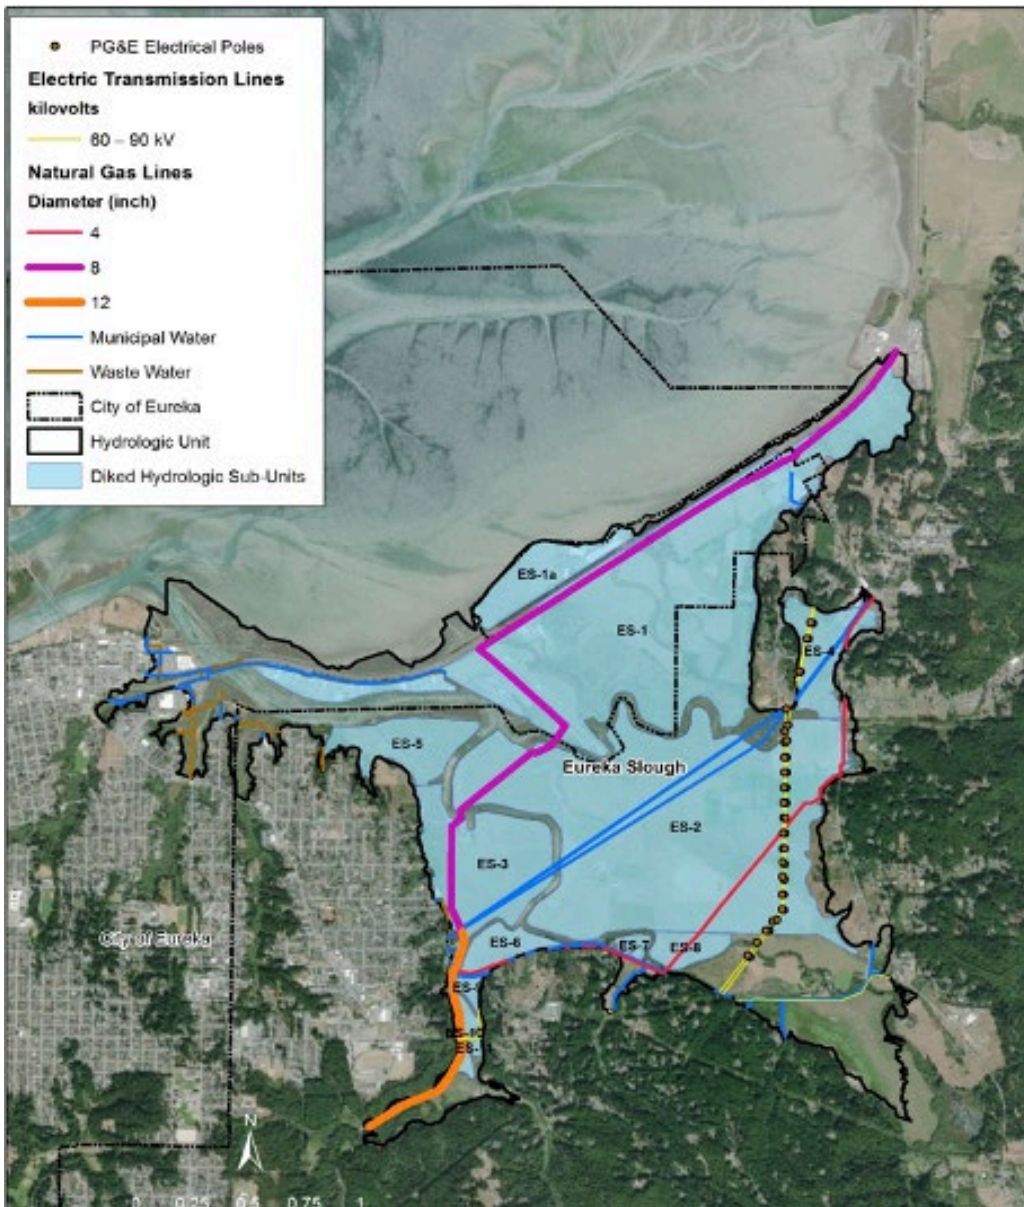 PG&E Electrical Poles
Electric Transmission Lines
kilovolts
60 – 90 kV
Natural Gas Lines
Diameter (inch)
4
8
12
Municipal Water
Waste Water
City of Eureka
Hydrologic Unit
Diked Hydrologic Sub-Units
ES-1a
ES-1
ES-4
ES-5
Eureka Slough
ES-2
ES-3
City of Eureka
ES-6
ES-7
ES-8
N
0 0.25 0.5 0.75 1